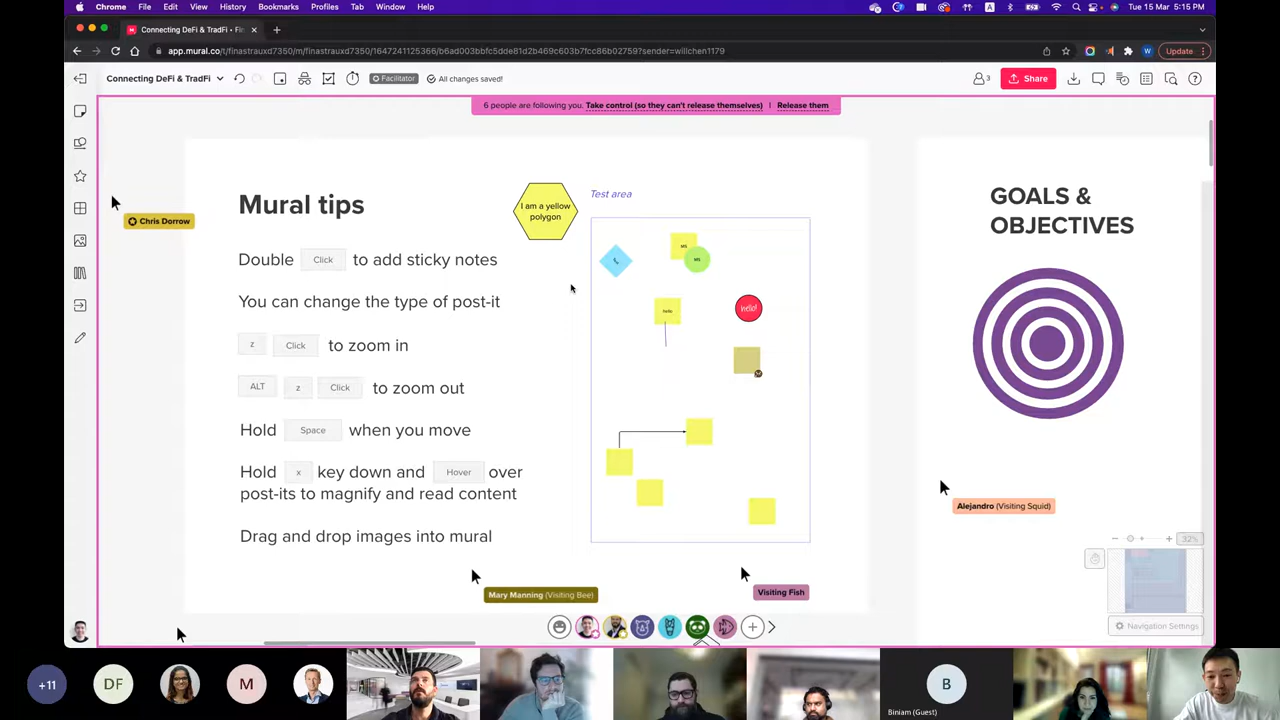 Chrome File Edit View History Bookmarks Profiles Tab Window Help
Tue 15 Mar 5:15 PM
Connecting DeFi & TradFi • Fin
app.mural.co/t/finastrauxd7350/m/finastrauxd7350/1647241125366/b6ad003bbfc5dde81d2b469c603b7fcc86b02759?sender=willchen1179
Update
Connecting DeFi & TradFi
Facilitator
All changes saved!
3
Share
6 people are following you. Take control (so they can't release themselves) | Release them
Mural tips
I am a yellow
polygon
Test area
GOALS &
OBJECTIVES
Chris Dorrow
Double Click to add sticky notes
You can change the type of post-it
z Click to zoom in
ALT z Click to zoom out
Hold Space when you move
Hold x key down and Hover over
post-its to magnify and read content
Drag and drop images into mural
hello
hello!
Alejandro (Visiting Squid)
32%
Mary Manning (Visiting Bee)
Visiting Fish
Navigation Settings
+11
DF
M
B
Biniam (Guest)